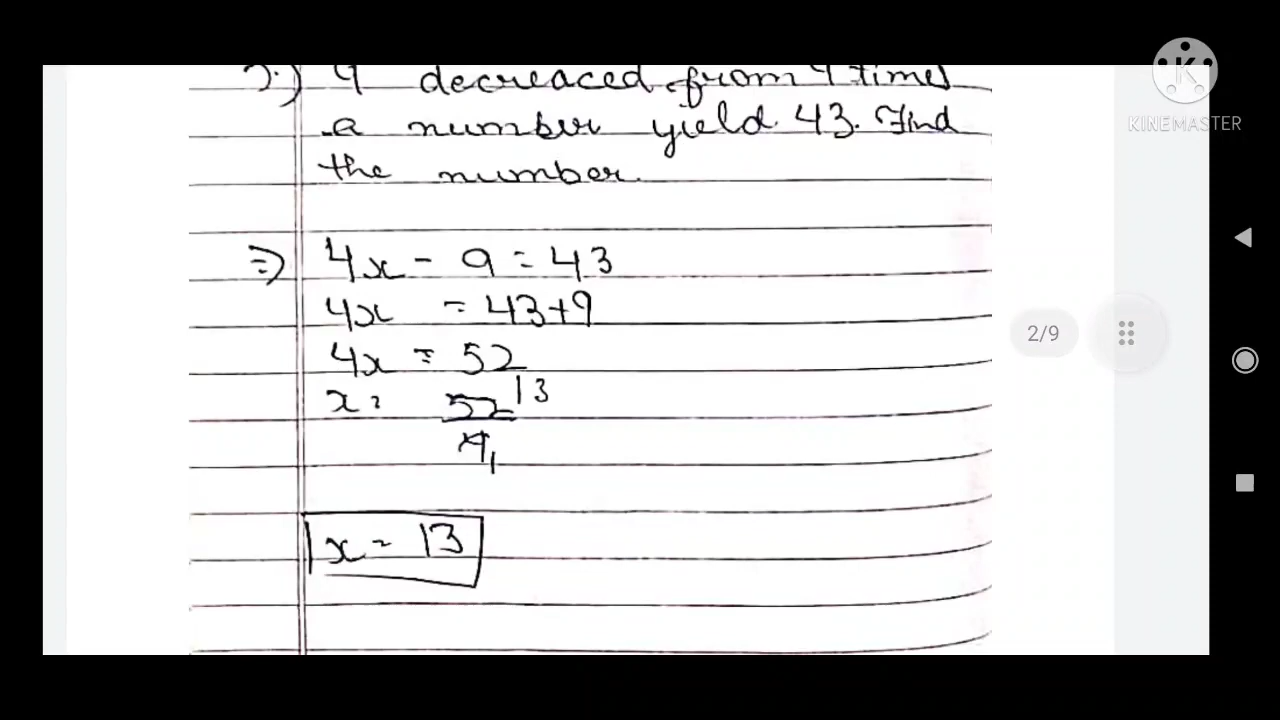 9 decreaced from 4 times
a number yield 43. Find
the number.
⇒ 4x - 9 = 43
4x = 43+9
4x = 52
x = 52 13
4 1
x = 13
2/9
K
KINEMASTER